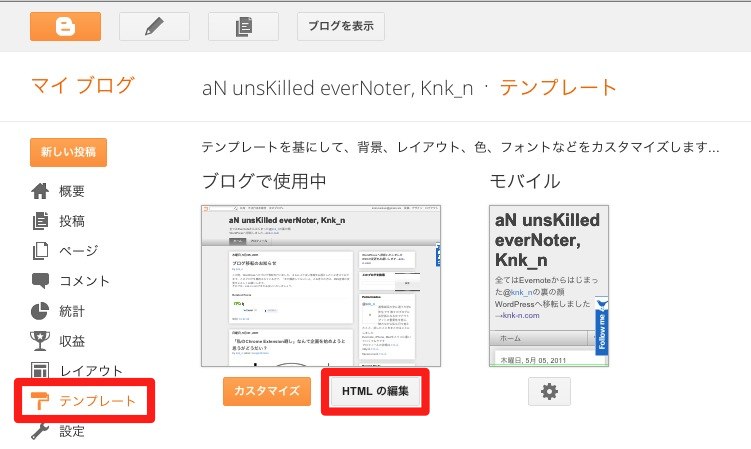 ブログを表示
マイ ブログ
aN unsKilled everNoter, Knk_n · テンプレート
新しい投稿
テンプレートを基にして、背景、レイアウト、色、フォントなどをカスタマイズします...
概要
投稿
ページ
コメント
統計
収益
レイアウト
テンプレート
設定
ブログで使用中
aN unsKilled everNoter, Knk_n
ホーム
ブログ移転のお知らせ
「私のChrome Extension晒し」なんて企画を始めようと思うがどうだい？
カスタマイズ
HTML の編集
モバイル
aN unsKilled
everNoter,
Knk_n
全てはEvernoteからはじまっ
た@knk_nの裏の顔
WordPressへ移転しました
→knk-n.com
Follow me
ホーム
木曜日, 5月 05, 2011